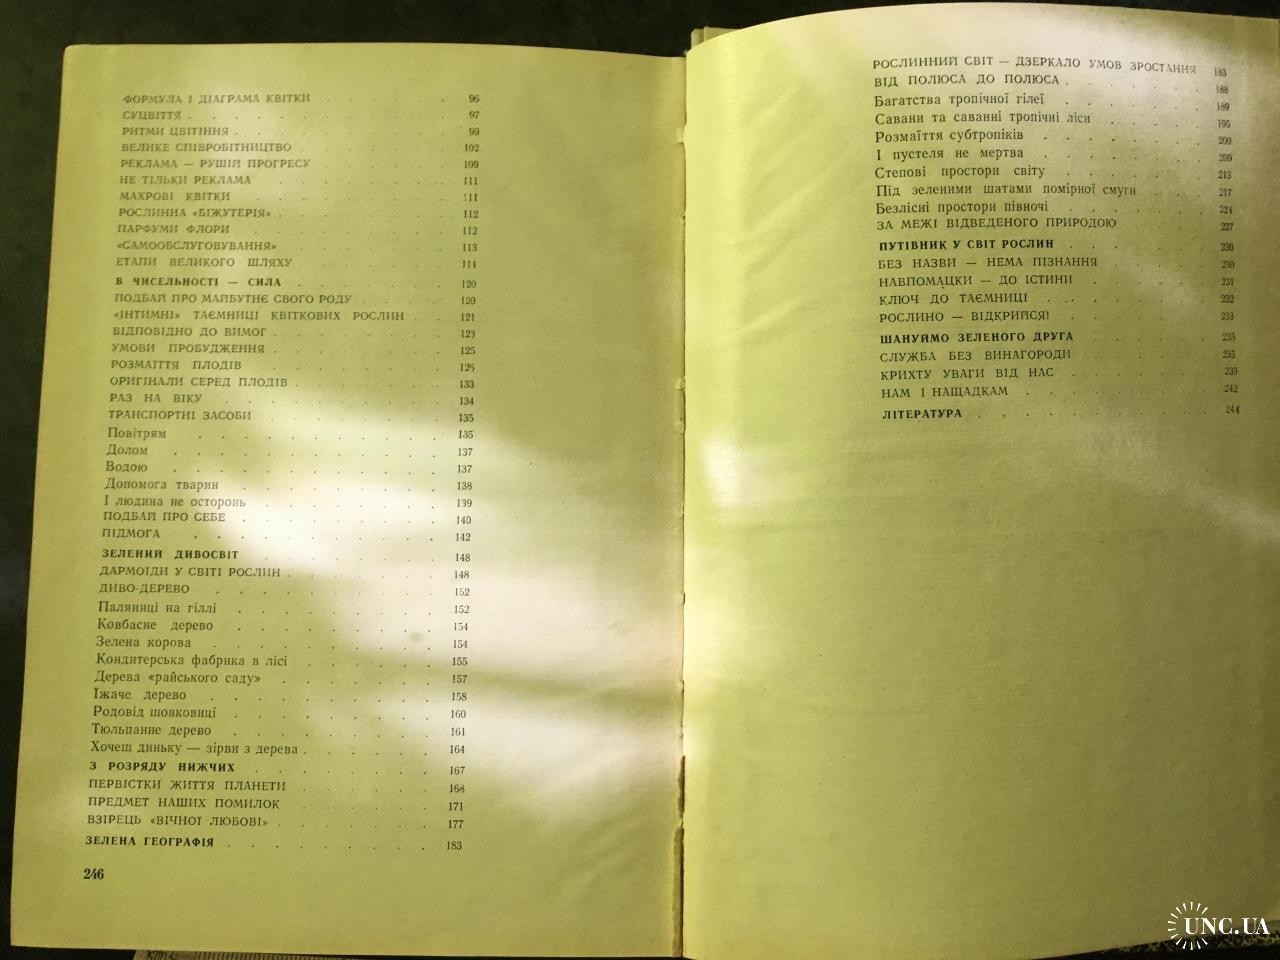 ФОРМУЛА І ДІАГРАМА КВІТКИ . . . . . . 96
СУЦВІТТЯ . . . . . . 97
РИТМИ ЦВІТІННЯ . . . . . . 99
ВЕЛИКЕ СПІВРОБІТНИЦТВО . . . . . . 102
РЕКЛАМА — РУШІЙ ПРОГРЕСУ . . . . . . 109
НЕ ТІЛЬКИ РЕКЛАМА . . . . . . 111
МАХРОВІ КВІТКИ . . . . . . 111
РОСЛИННА «БІЖУТЕРІЯ» . . . . . . 112
ПАРФУМИ ФЛОРИ . . . . . . 112
«САМООБСЛУГОВУВАННЯ» . . . . . . 113
ЕТАПИ ВЕЛИКОГО ШЛЯХУ . . . . . . 114
В ЧИСЕЛЬНОСТІ — СИЛА . . . . . . 120
ПОДБАЙ ПРО МАЙБУТНЄ СВОГО РОДУ . . . . . . 120
«ІНТИМНІ» ТАЄМНИЦІ КВІТКОВИХ РОСЛИН . . 121
ВІДПОВІДНО ДО ВИМОГ . . . . . . 123
УМОВИ ПРОБУДЖЕННЯ . . . . . . 125
РОЗМАЇТТЯ ПЛОДІВ . . . . . . 126
ОРИГІНАЛИ СЕРЕД ПЛОДІВ . . . . . . 133
РАЗ НА ВІКУ . . . . . . 134
ТРАНСПОРТНІ ЗАСОБИ . . . . . . 135
Повітрям . . . . . . 135
Долом . . . . . . 137
Водою . . . . . . 137
Допомога тварин . . . . . . 138
І людина не осторонь . . . . . . 139
ПОДБАЙ ПРО СЕБЕ . . . . . . 140
ПІДМОГА . . . . . . 142
ЗЕЛЕНИЙ ДИВОСВІТ . . . . . . 148
ДАРМОЇДИ У СВІТІ РОСЛИН . . . . . . 148
ДИВО-ДЕРЕВО . . . . . . 152
Паляниці на гіллі . . . . . . 152
Ковбасне дерево . . . . . . 154
Зелена корова . . . . . . 154
Кондитерська фабрика в лісі . . . . . . 155
Дерева «райського саду» . . . . . . 157
Їжаче дерево . . . . . . 158
Родовід шовковиці . . . . . . 160
Тюльпанне дерево . . . . . . 161
Хочеш диньку — зірви з дерева . . . . . . 164
З РОЗРЯДУ НИЖЧИХ . . . . . . 167
ПЕРВІСТКИ ЖИТТЯ ПЛАНЕТИ . . . . . . 168
ПРЕДМЕТ НАШИХ ПОМИЛОК . . . . . . 171
ВЗІРЕЦЬ «ВІЧНОЇ ЛЮБОВІ» . . . . . . 177
ЗЕЛЕНА ГЕОГРАФІЯ . . . . . . 183
246
РОСЛИННИЙ СВІТ — ДЗЕРКАЛО УМОВ ЗРОСТАННЯ 183
ВІД ПОЛЮСА ДО ПОЛЮСА . . . . . . 188
Багатства тропічної гілеї . . . . . . 189
Савани та саванні тропічні ліси . . . . . . 195
Розмаїття субтропіків . . . . . . 200
І пустеля не мертва . . . . . . 209
Степові простори світу . . . . . . 213
Під зеленими шатами помірної смуги . . . 217
Безлісні простори півночі . . . . . . 224
ЗА МЕЖІ ВІДВЕДЕНОГО ПРИРОДОЮ . . . . 227
ПУТІВНИК У СВІТ РОСЛИН . . . . . . 230
БЕЗ НАЗВИ — НЕМА ПІЗНАННЯ . . . . . . 230
НАВПОМАЦКИ — ДО ІСТИНИ . . . . . . 231
КЛЮЧ ДО ТАЄМНИЦІ . . . . . . 232
РОСЛИНО — ВІДКРИЙСЯ! . . . . . . 233
ШАНУЙМО ЗЕЛЕНОГО ДРУГА . . . . . . 235
СЛУЖБА БЕЗ ВИНАГОРОДИ . . . . . . 235
КРИХТУ УВАГИ ВІД НАС . . . . . . 239
НАМ І НАЩАДКАМ . . . . . . 242
ЛІТЕРАТУРА . . . . . . 244
UNC.UA